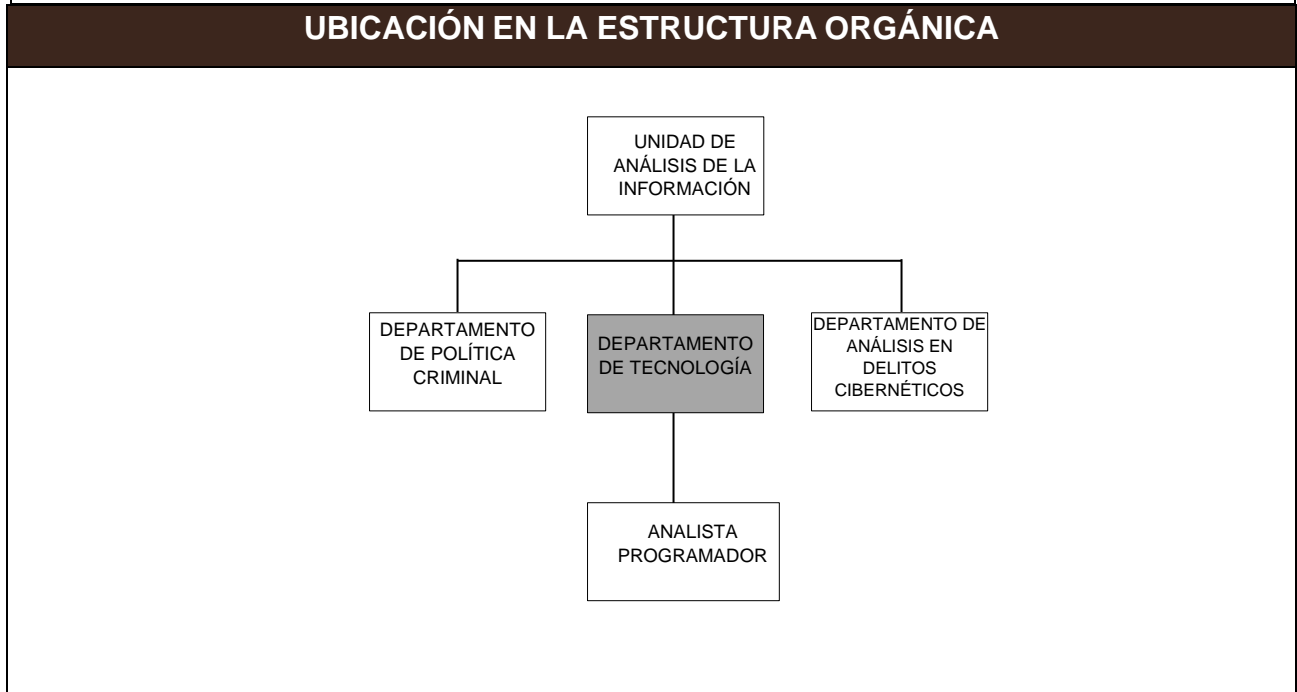 UBICACIÓN EN LA ESTRUCTURA ORGÁNICA
UNIDAD DE
ANÁLISIS DE LA
INFORMACIÓN
DEPARTAMENTO
DE POLÍTICA
CRIMINAL
DEPARTAMENTO
DE TECNOLOGÍA
DEPARTAMENTO DE
ANÁLISIS EN
DELITOS
CIBERNÉTICOS
ANALISTA
PROGRAMADOR